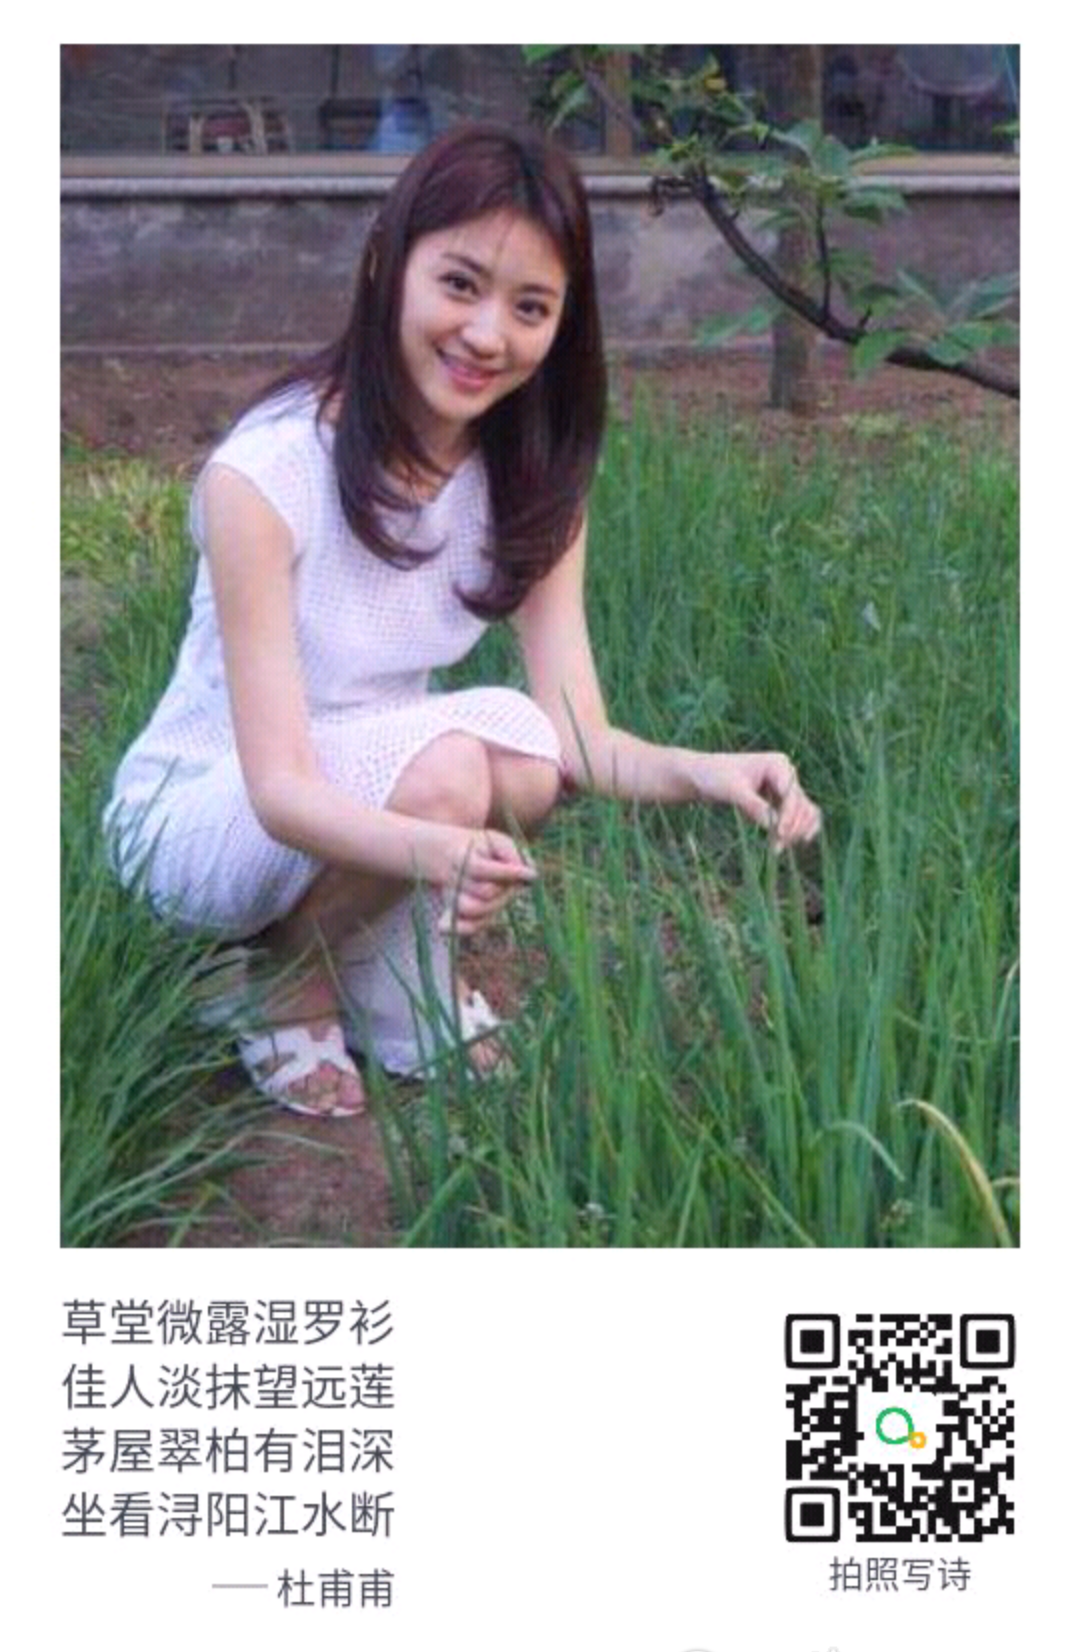 草堂微露湿罗衫
佳人淡抹望远莲
茅屋翠柏有泪深
坐看浔阳江水断
——杜甫甫
拍照写诗